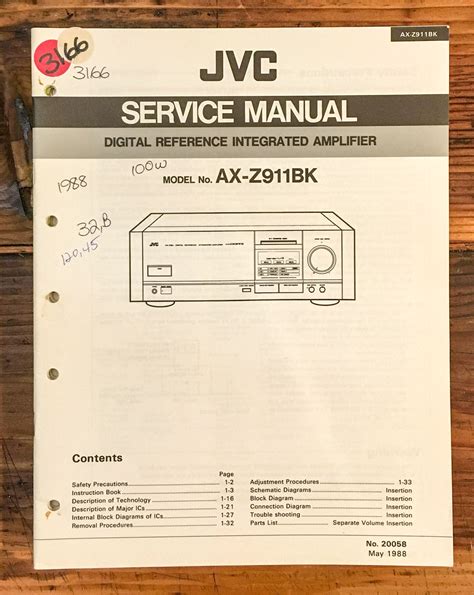 AX-Z911BK
3166
3166
JVC
SERVICE MANUAL
DIGITAL REFERENCE INTEGRATED AMPLIFIER
100W
1988
MODEL No. AX-Z911BK
32,B
120,45
JVC
Contents
Page
Safety Precautions 1-2
Instruction Book 1-3
Description of Technology 1-16
Description of Major ICs 1-21
Internal Block Diagrams of ICs 1-27
Removal Procedures 1-32
Adjustment Procedures 1-33
Schematic Diagrams Insertion
Block Diagram Insertion
Connection Diagram Insertion
Trouble shooting Insertion
Parts List Separate Volume Insertion
No. 20058
May 1988